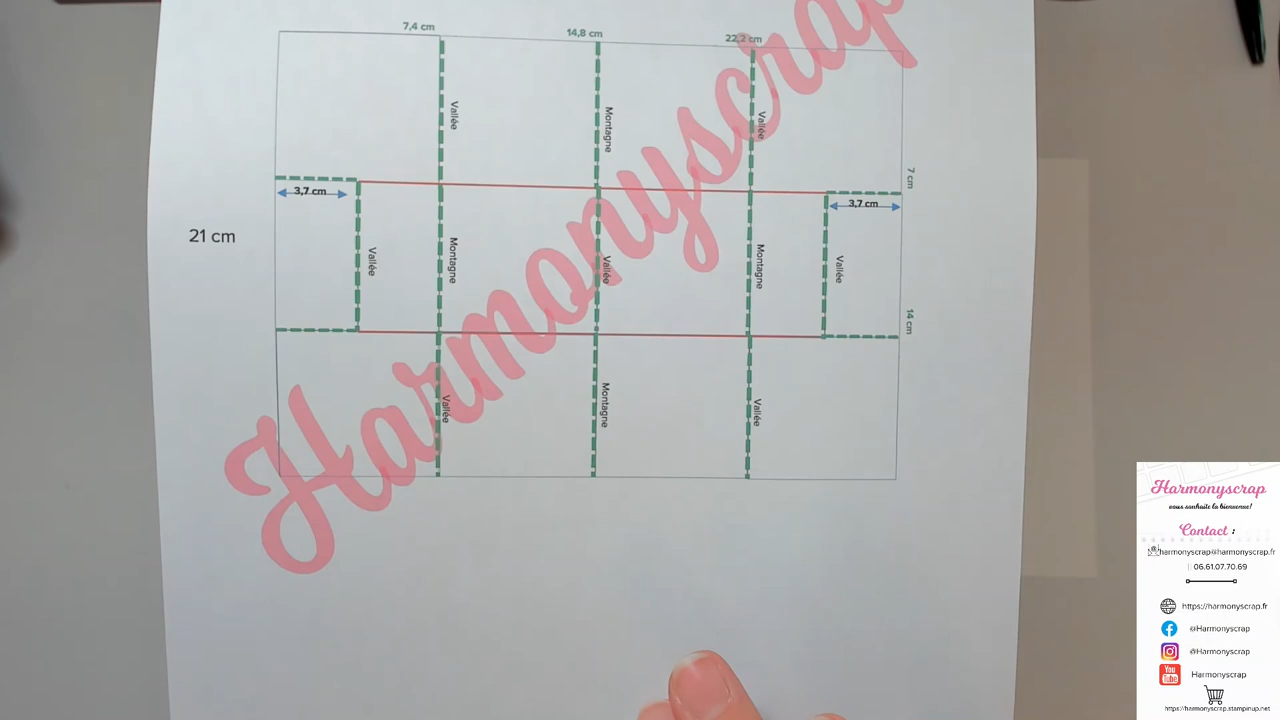 7,4 cm
14,8 cm
22,2 cm
Vallée
Montagne
Vallée
7 cm
3,7 cm
3,7 cm
21 cm
Vallée
Montagne
Vallée
Montagne
Vallée
14 cm
Vallée
Montagne
Vallée
Harmonyscrap
Harmonyscrap
vous souhaite la bienvenue!
Contact :
harmonyscrap@harmonyscrap.fr
06.61.07.70.69
https://harmonyscrap.fr
@Harmonyscrap
@Harmonyscrap
You
Tube
Harmonyscrap
https://harmonyscrap.stampinup.net